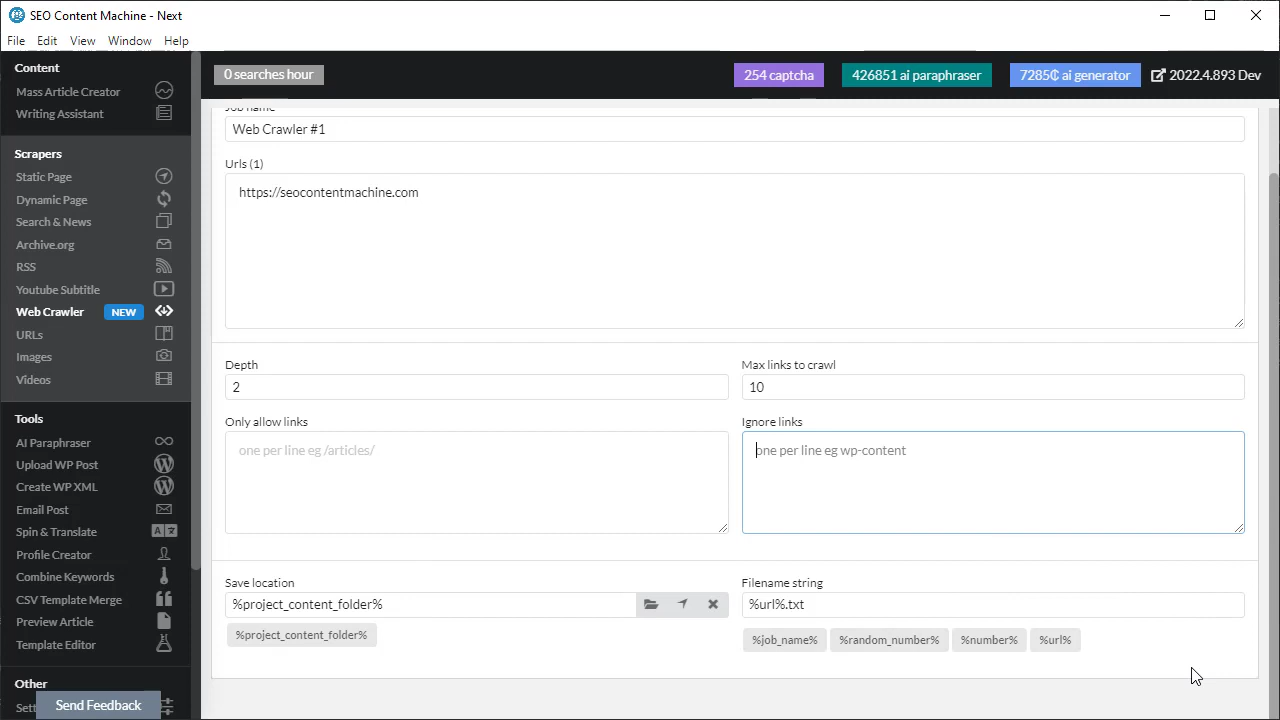 SEO Content Machine - Next
File Edit View Window Help
0 searches hour
254 captcha
426851 ai paraphraser
7285₵ ai generator
2022.4.893 Dev
Content
Mass Article Creator
Writing Assistant
Scrapers
Static Page
Dynamic Page
Search & News
Archive.org
RSS
Youtube Subtitle
Web Crawler NEW
URLs
Images
Videos
Tools
AI Paraphraser
Upload WP Post
Create WP XML
Email Post
Spin & Translate
Profile Creator
Combine Keywords
CSV Template Merge
Preview Article
Template Editor
Other
Send Feedback
Job name
Web Crawler #1
Urls (1)
https://seocontentmachine.com
Depth
2
Max links to crawl
10
Only allow links
one per line eg /articles/
Ignore links
one per line eg wp-content
Save location
%project_content_folder%
%project_content_folder%
Filename string
%url%.txt
%job_name% %random_number% %number% %url%